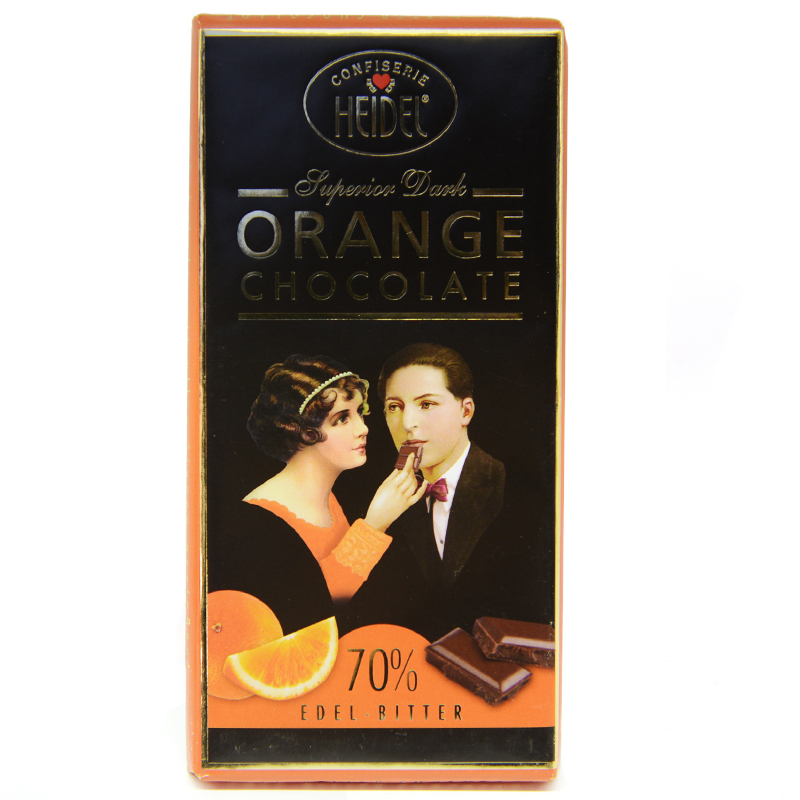 CONFISERIE
HEIDEL®
Superior Dark
ORANGE
CHOCOLATE
70%
EDEL-BITTER